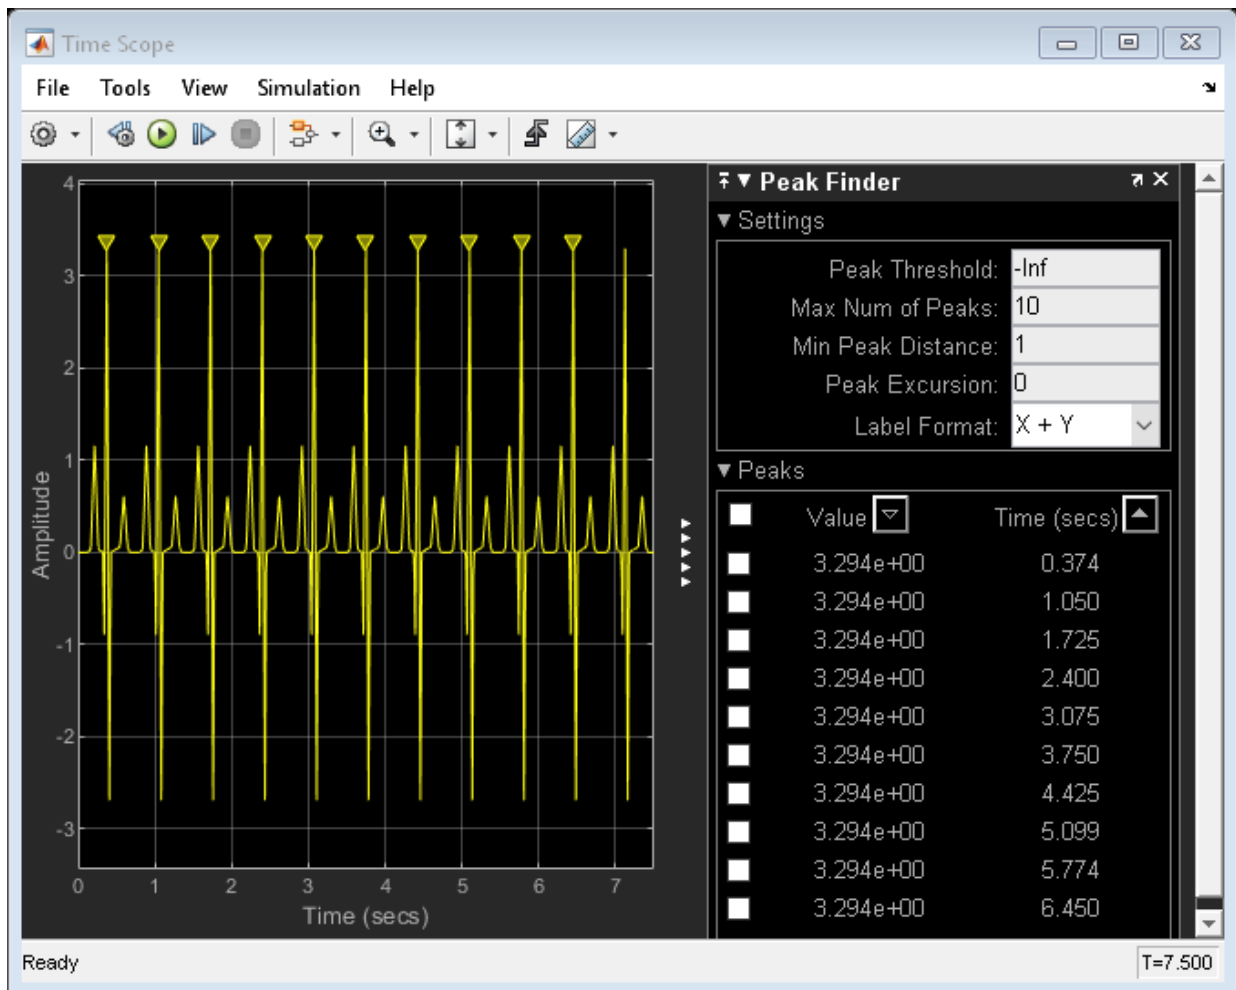 Time Scope
File Tools View Simulation Help
Peak Finder
Settings
Peak Threshold: -Inf
Max Num of Peaks: 10
Min Peak Distance: 1
Peak Excursion: 0
Label Format: X + Y
Peaks
Value Time (secs)
3.294e+00 0.374
3.294e+00 1.050
3.294e+00 1.725
3.294e+00 2.400
3.294e+00 3.075
3.294e+00 3.750
3.294e+00 4.425
3.294e+00 5.099
3.294e+00 5.774
3.294e+00 6.450
4
3
2
1
0
-1
-2
-3
Amplitude
0 1 2 3 4 5 6 7
Time (secs)
Ready T=7.500